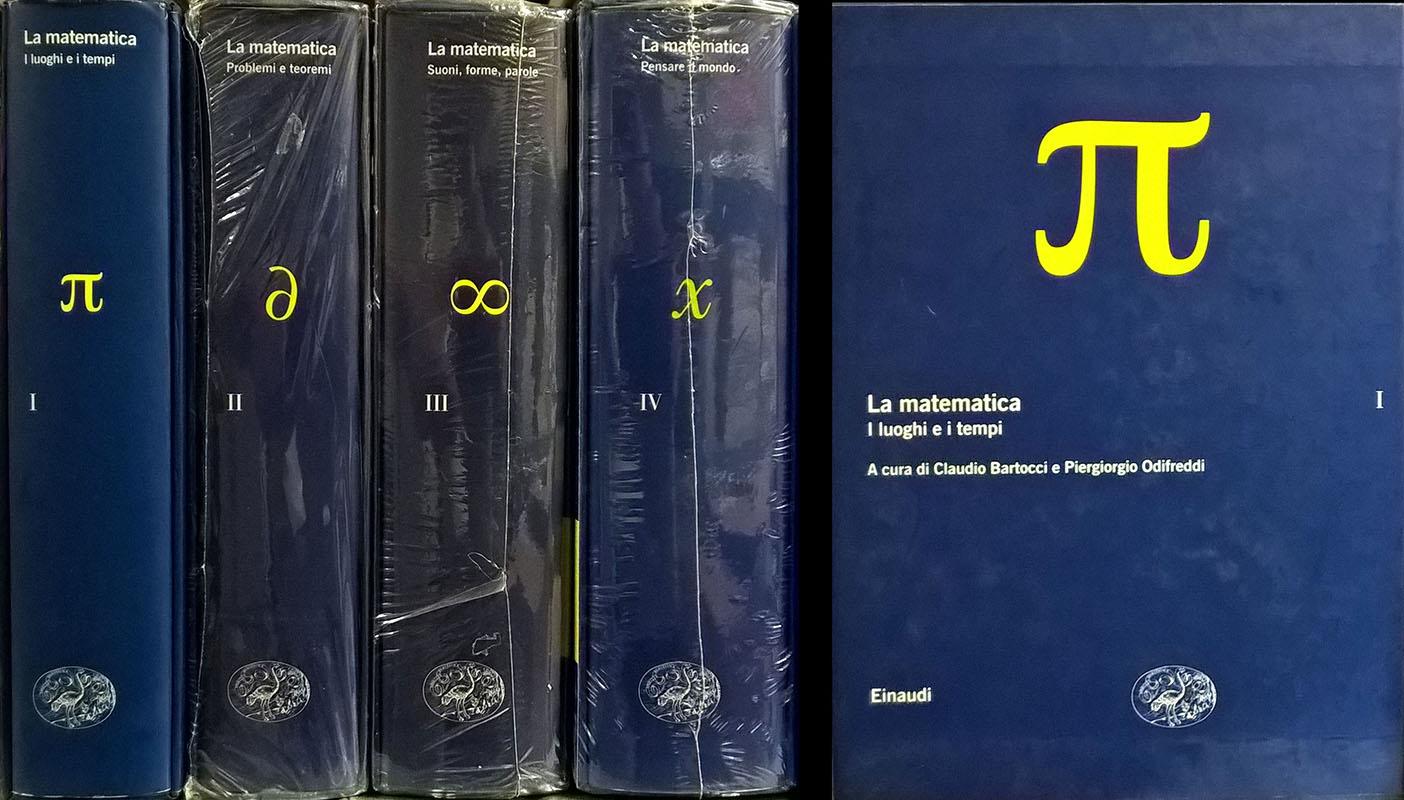 La matematica
I luoghi e i tempi
π
I
La matematica
Problemi e teoremi
∂
II
La matematica
Suoni, forme, parole
∞
III
La matematica
Pensare il mondo
x
IV
π
La matematica
I luoghi e i tempi
I
A cura di Claudio Bartocci e Piergiorgio Odifreddi
Einaudi